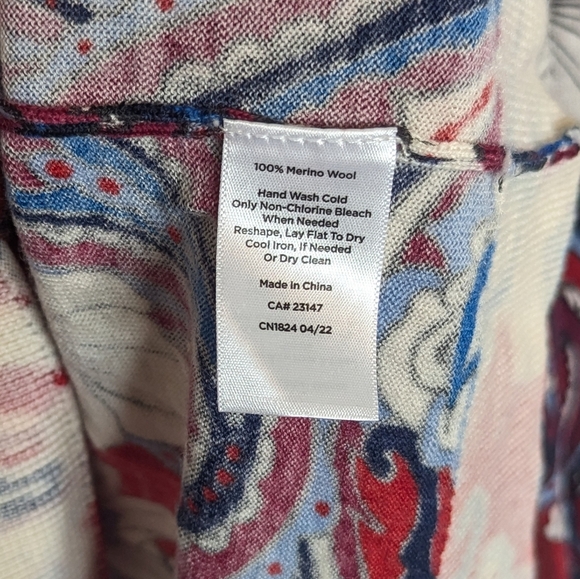 100% Merino Wool
Hand Wash Cold
Only Non-Chlorine Bleach
When Needed
Reshape, Lay Flat To Dry
Cool Iron, If Needed
Or Dry Clean
Made in China
CA# 23147
CN1824 04/22